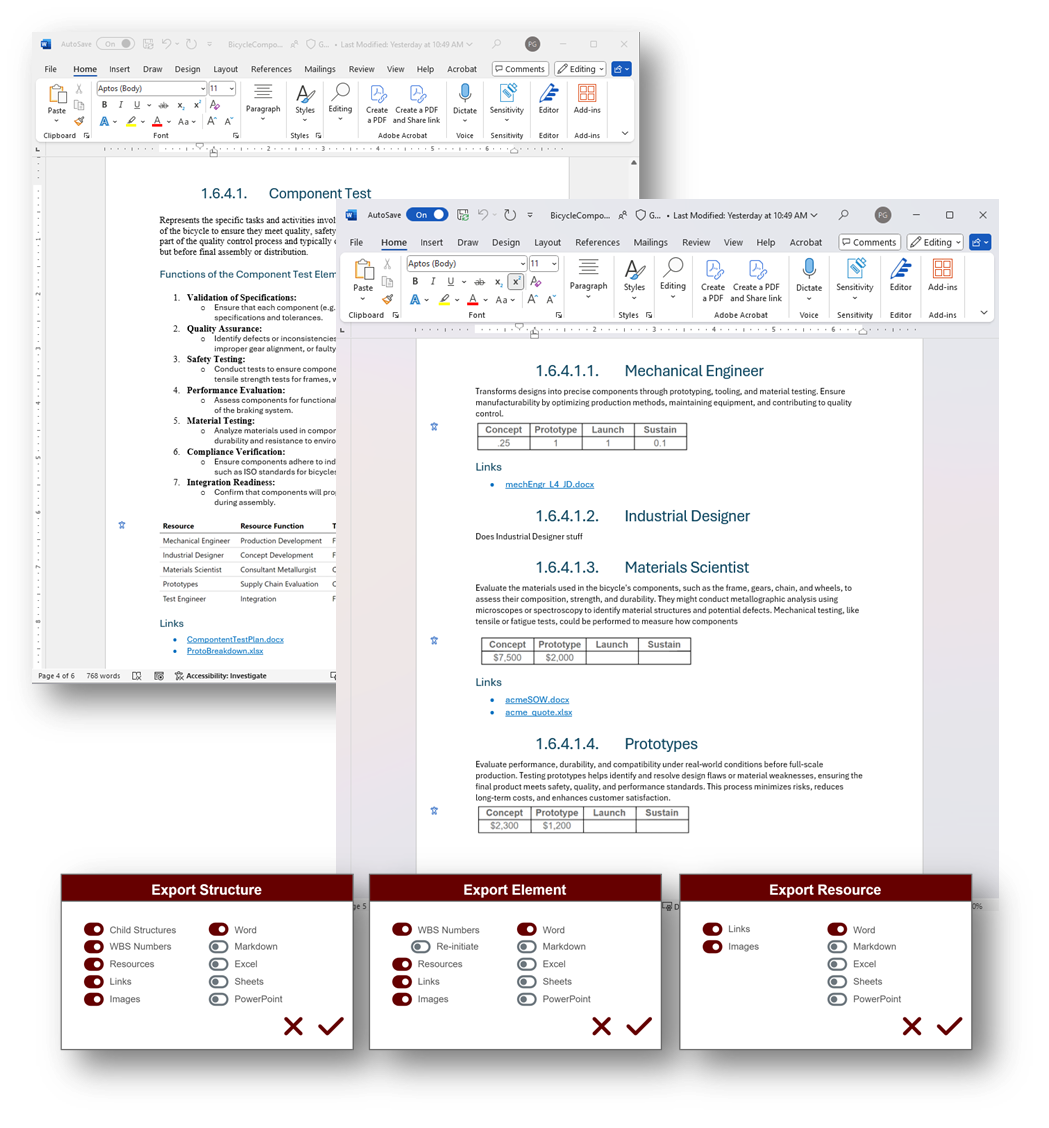 AutoSave On BicycleCompo... G... • Last Modified: Yesterday at 10:49 AM PG
File Home Insert Draw Design Layout References Mailings Review View Help Acrobat Comments Editing
Paste
Aptos (Body) 11
B I U ab x₂ x² A
A A Aa A A
Paragraph
Styles
Editing
Create a PDF
Create a PDF and Share link
Dictate
Sensitivity
Editor
Add-ins
Clipboard Font Styles Adobe Acrobat Voice Sensitivity Editor Add-ins
1.6.4.1. Component Test
Represents the specific tasks and activities invol
of the bicycle to ensure they meet quality, safety
part of the quality control process and typically
but before final assembly or distribution.
Functions of the Component Test Elem
1. Validation of Specifications:
o Ensure that each component (e.g.
specifications and tolerances.
2. Quality Assurance:
o Identify defects or inconsistencies
improper gear alignment, or faulty
3. Safety Testing:
o Conduct tests to ensure compone
tensile strength tests for frames, w
4. Performance Evaluation:
o Assess components for functional
of the braking system.
5. Material Testing:
o Analyze materials used in compor
durability and resistance to enviro
6. Compliance Verification:
o Ensure components adhere to ind
such as ISO standards for bicycles
7. Integration Readiness:
o Confirm that components will prop
during assembly.
Resource Resource Function T
Mechanical Engineer Production Development F
Industrial Designer Concept Development F
Materials Scientist Consultant Metallurgist C
Prototypes Supply Chain Evaluation C
Test Engineer Integration F
Links
• CompontentTestPlan.docx
• ProtoBreakdown.xlsx
Page 4 of 6 768 words Accessibility: Investigate
AutoSave On BicycleCompo... G... • Last Modified: Yesterday at 10:49 AM PG
File Home Insert Draw Design Layout References Mailings Review View Help Acrobat Comments Editing
Paste
Aptos (Body) 11
B I U ab x₂ x² A
A A Aa A A
Paragraph
Styles
Editing
Create a PDF
Create a PDF and Share link
Dictate
Sensitivity
Editor
Add-ins
Clipboard Font Styles Adobe Acrobat Voice Sensitivity Editor Add-ins
1.6.4.1.1. Mechanical Engineer
Transforms designs into precise components through prototyping, tooling, and material testing. Ensure
manufacturability by optimizing production methods, maintaining equipment, and contributing to quality
control.
Concept Prototype Launch Sustain
.25 1 1 0.1
Links
• mechEngr_L4_JD.docx
1.6.4.1.2. Industrial Designer
Does Industrial Designer stuff
1.6.4.1.3. Materials Scientist
Evaluate the materials used in the bicycle's components, such as the frame, gears, chain, and wheels, to
assess their composition, strength, and durability. They might conduct metallographic analysis using
microscopes or spectroscopy to identify material structures and potential defects. Mechanical testing, like
tensile or fatigue tests, could be performed to measure how components
Concept Prototype Launch Sustain
$7,500 $2,000
Links
• acmeSOW.docx
• acme_quote.xlsx
1.6.4.1.4. Prototypes
Evaluate performance, durability, and compatibility under real-world conditions before full-scale
production. Testing prototypes helps identify and resolve design flaws or material weaknesses, ensuring the
final product meets safety, quality, and performance standards. This process minimizes risks, reduces
long-term costs, and enhances customer satisfaction.
Concept Prototype Launch Sustain
$2,300 $1,200
Export Structure
Child Structures Word
WBS Numbers Markdown
Resources Excel
Links Sheets
Images PowerPoint
Export Element
WBS Numbers Word
Re-initiate Markdown
Resources Excel
Links Sheets
Images PowerPoint
Export Resource
Links Word
Images Markdown
Excel
Sheets
PowerPoint